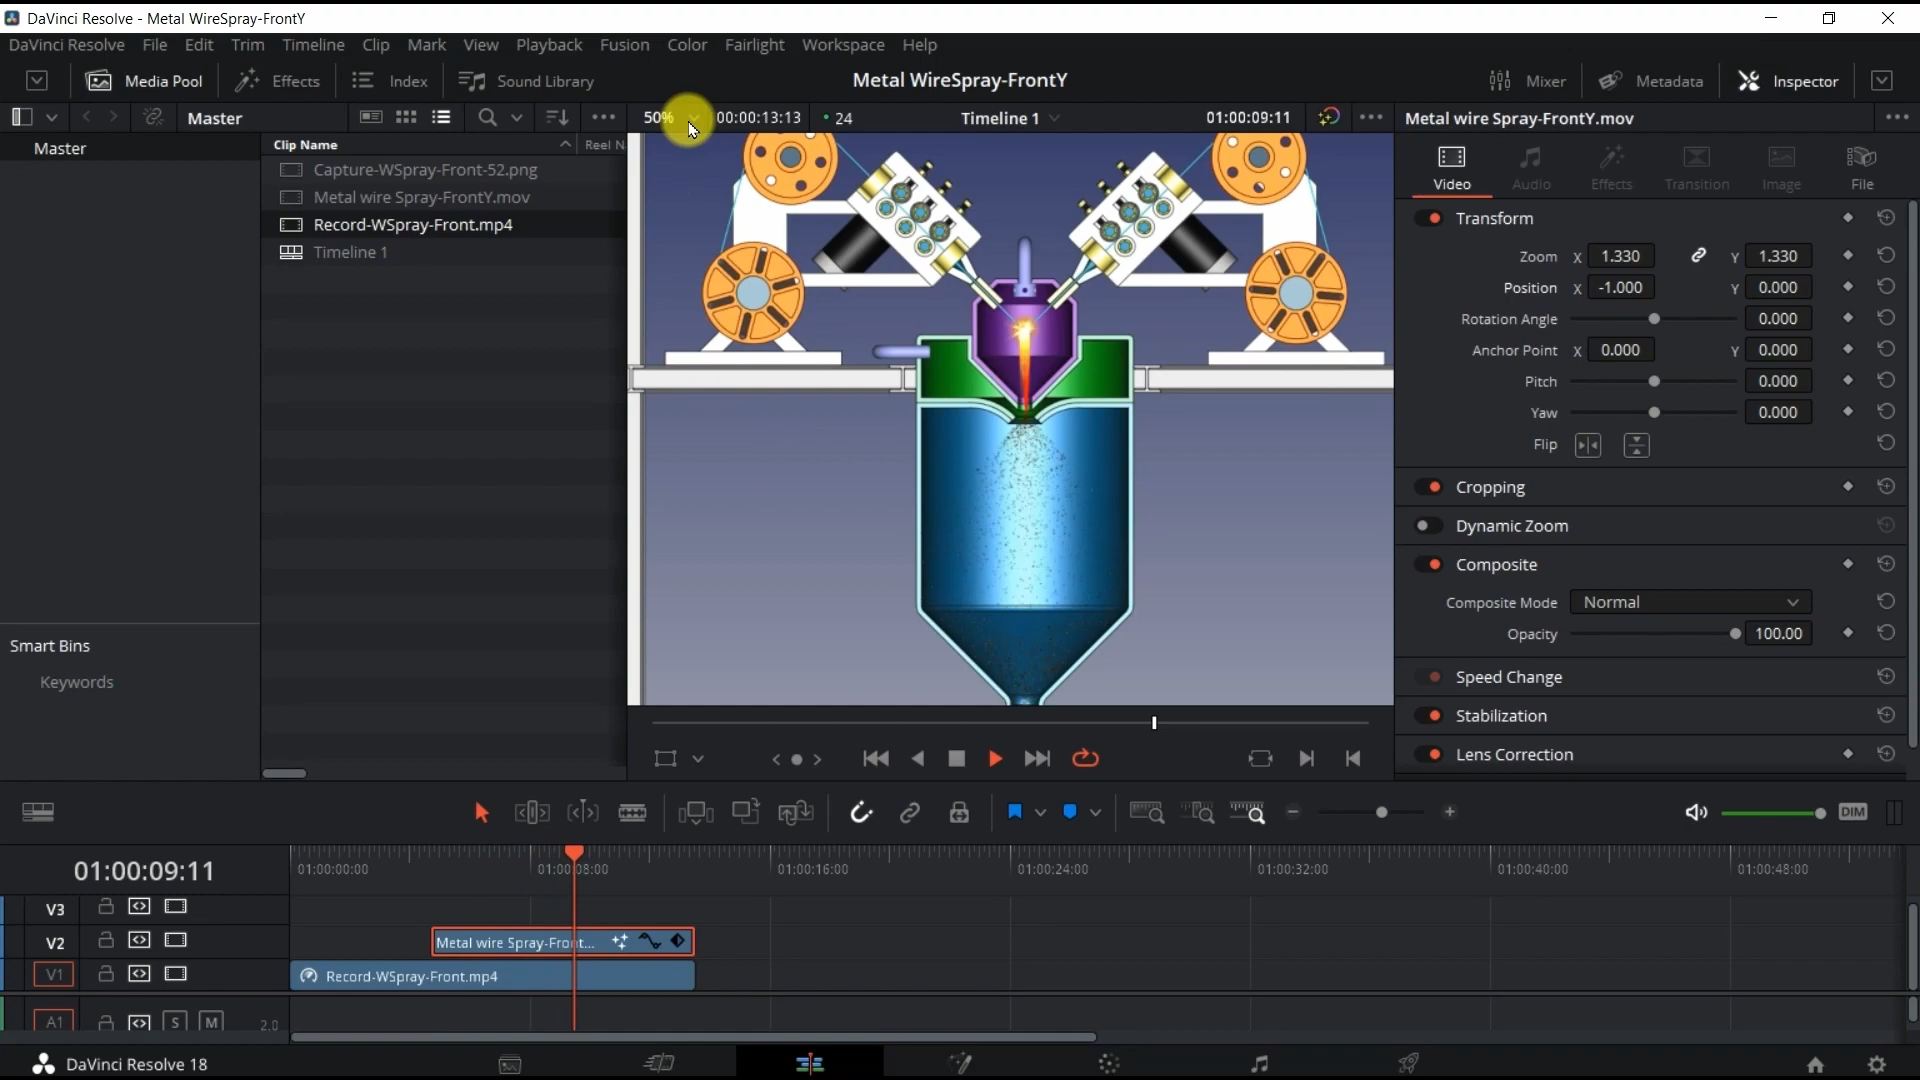 DaVinci Resolve - Metal WireSpray-FrontY
DaVinci Resolve File Edit Trim Timeline Clip Mark View Playback Fusion Color Fairlight Workspace Help
Media Pool Effects Index Sound Library Metal WireSpray-FrontY Mixer Metadata Inspector
Master 50% 00:00:13:13 24 Timeline 1 01:00:09:11 Metal wire Spray-FrontY.mov
Master
Clip Name Reel N
Capture-WSpray-Front-52.png
Metal wire Spray-FrontY.mov
Record-WSpray-Front.mp4
Timeline 1
Smart Bins
Keywords
Video Audio Effects Transition Image File
Transform
Zoom X 1.330 Y 1.330
Position X -1.000 Y 0.000
Rotation Angle 0.000
Anchor Point X 0.000 Y 0.000
Pitch 0.000
Yaw 0.000
Flip
Cropping
Dynamic Zoom
Composite
Composite Mode Normal
Opacity 100.00
Speed Change
Stabilization
Lens Correction
DIM
01:00:09:11 01:00:00:00 01:00:08:00 01:00:16:00 01:00:24:00 01:00:32:00 01:00:40:00 01:00:48:00
V3
V2 Metal wire Spray-Front...
V1 Record-WSpray-Front.mp4
A1 S M 2.0
DaVinci Resolve 18